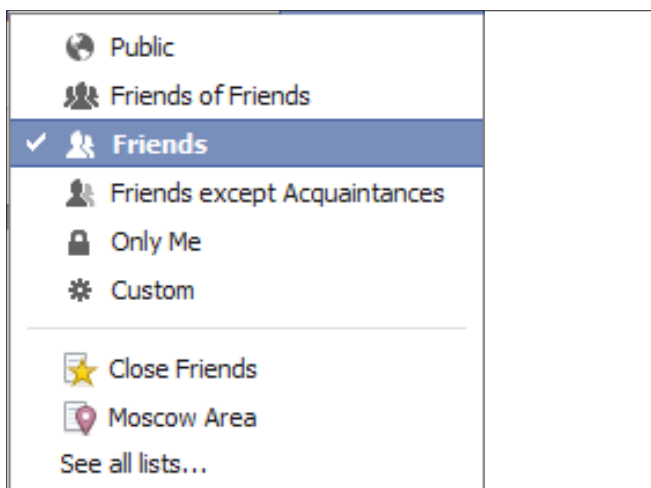 Public
Friends of Friends
Friends
Friends except Acquaintances
Only Me
Custom
Close Friends
Moscow Area
See all lists...